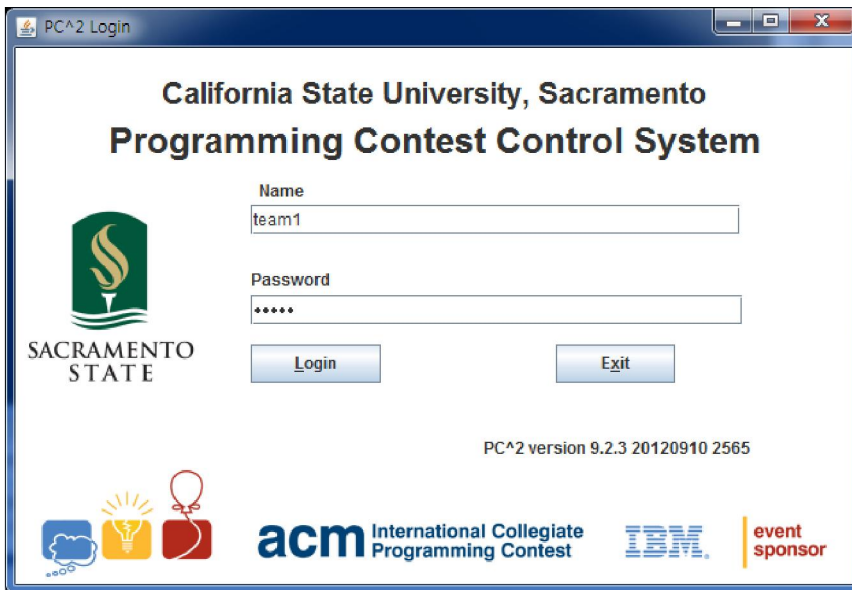 PC^2 Login
California State University, Sacramento
Programming Contest Control System
Name
team1
Password
•••••
SACRAMENTO
STATE
Login
Exit
PC^2 version 9.2.3 20120910 2565
acm International Collegiate
Programming Contest
IBM.
event
sponsor